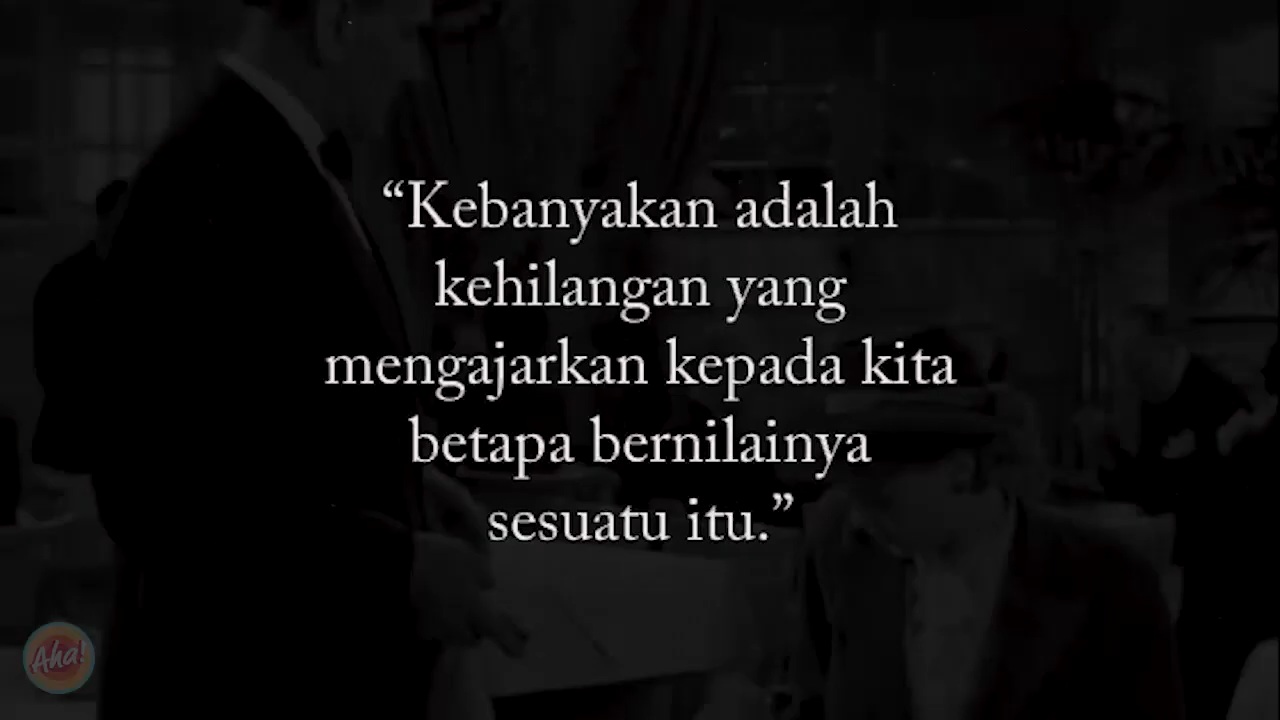 “Kebanyakan adalah
kehilangan yang
mengajarkan kepada kita
betapa bernilainya
sesuatu itu.”
Aha!